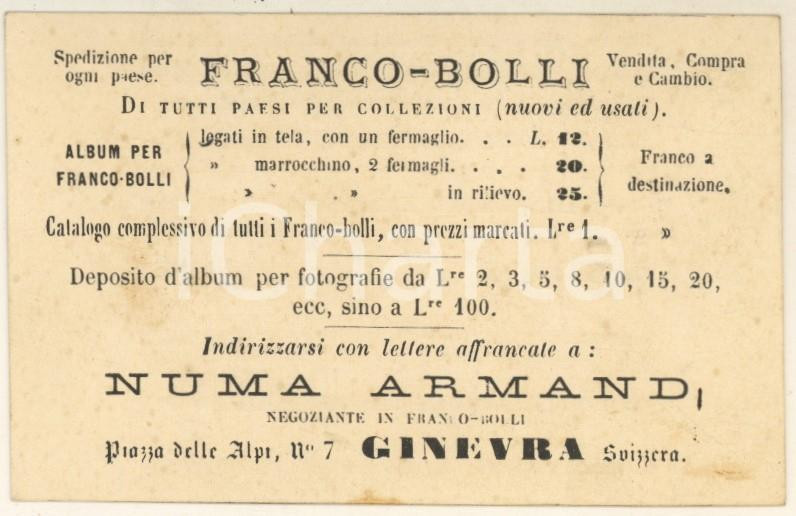 Spedizione per ogni paese.
FRANCO-BOLLI
Vendita, Compra e Cambio.
DI TUTTI PAESI PER COLLEZIONI (nuovi ed usati).
ALBUM PER FRANCO-BOLLI
legati in tela, con un fermaglio. . . L. 12.
» marrocchino, 2 fermagli. . . . 20.
» » in rilievo. 25.
Franco a destinazione.
Catalogo complessivo di tutti i Franco-bolli, con prezzi marcati. Lre 1. »
Deposito d'album per fotografie da Lre 2, 3, 5, 8, 10, 15, 20,
ecc, sino a Lre 100.
Indirizzarsi con lettere affrancate a :
NUMA ARMAND,
NEGOZIANTE IN FRANCO-BOLLI
Piazza delle Alpi, No 7 GINEVRA Svizzera.
iCharta